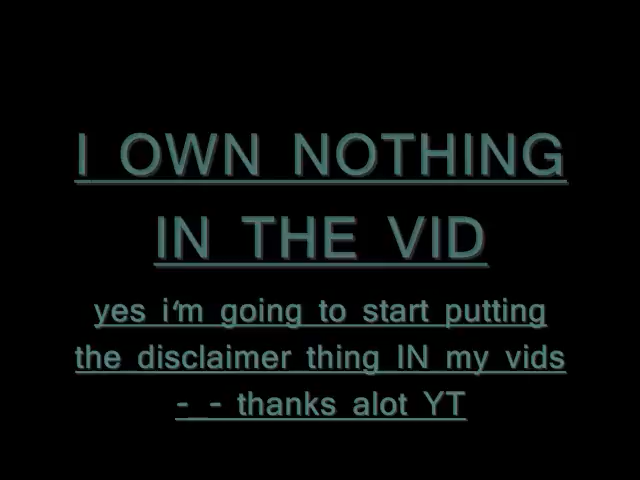 I OWN NOTHING
IN THE VID
yes i'm going to start putting
the disclaimer thing IN my vids
-_- thanks alot YT